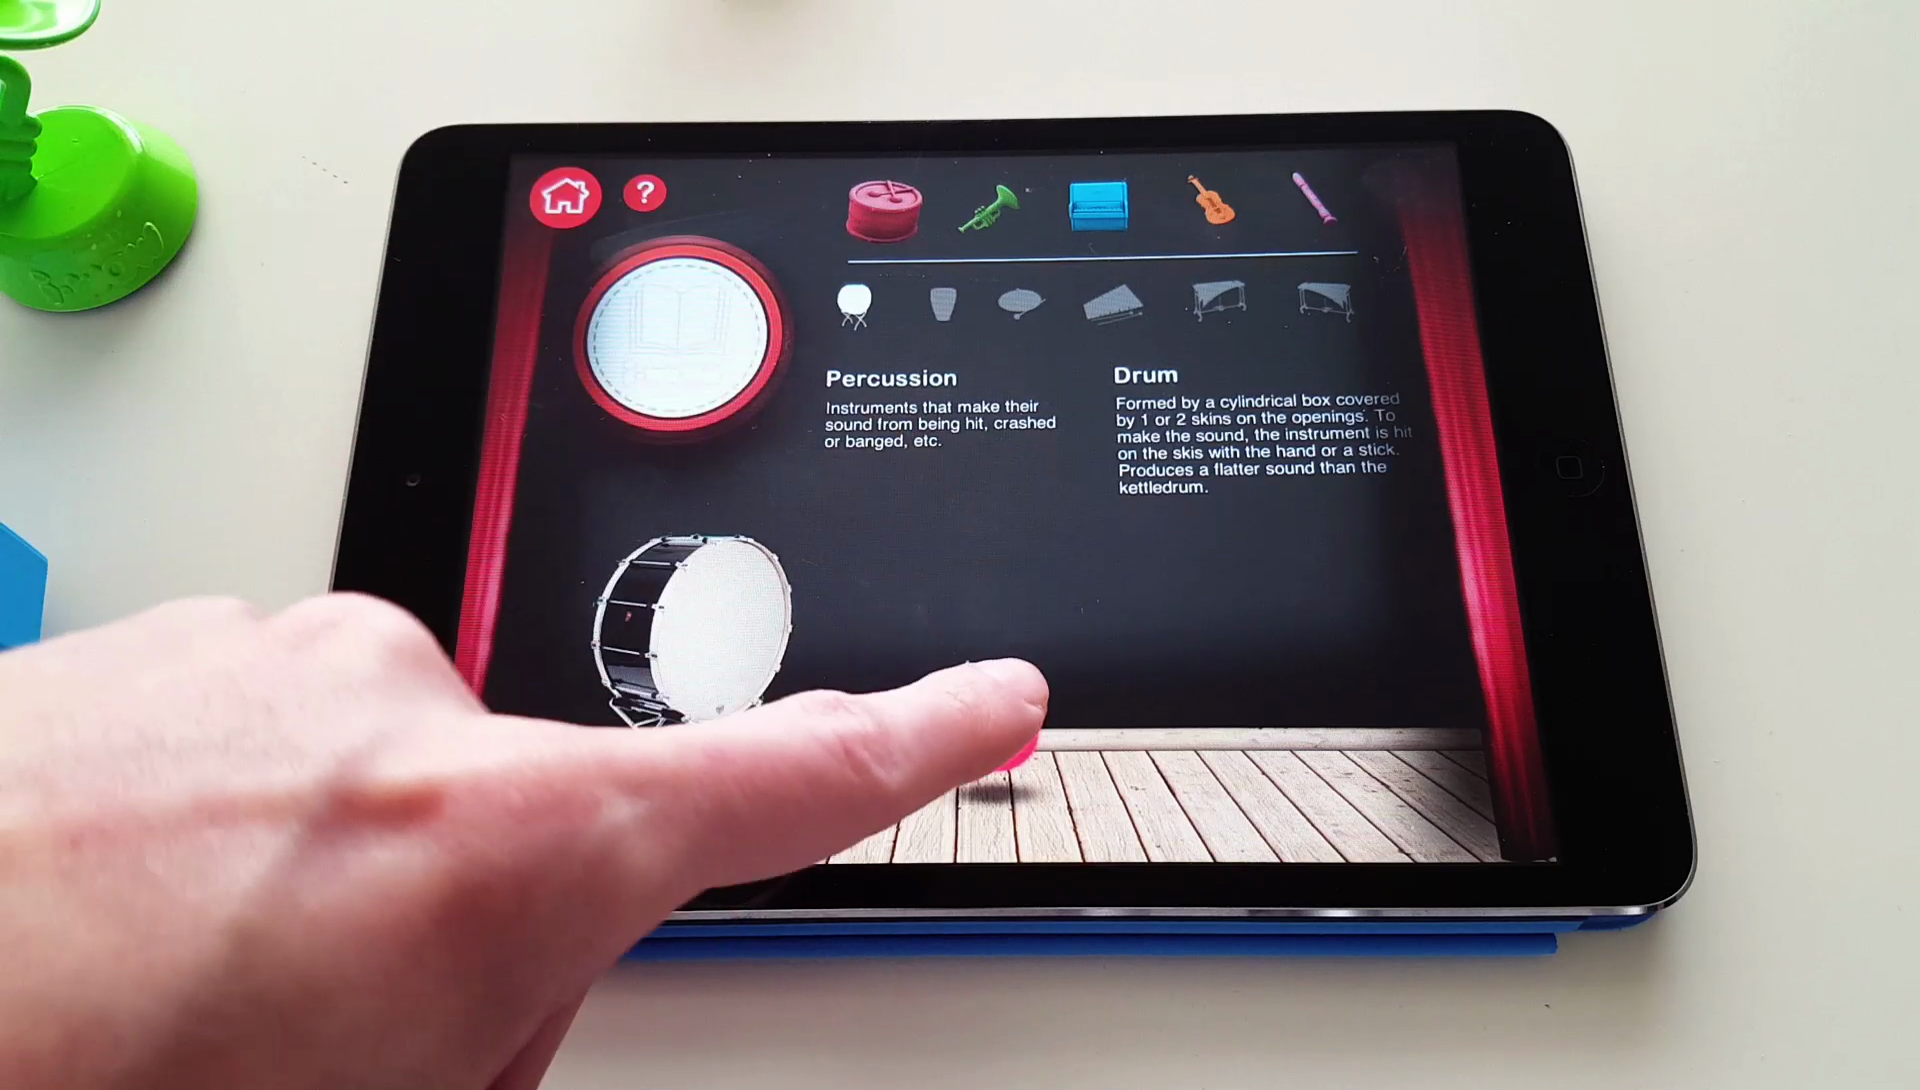 ?
Percussion
Instruments that make their
sound from being hit, crashed
or banged, etc.
Drum
Formed by a cylindrical box covered
by 1 or 2 skins on the openings. To
make the sound, the instrument is hit
on the skis with the hand or a stick.
Produces a flatter sound than the
kettledrum.